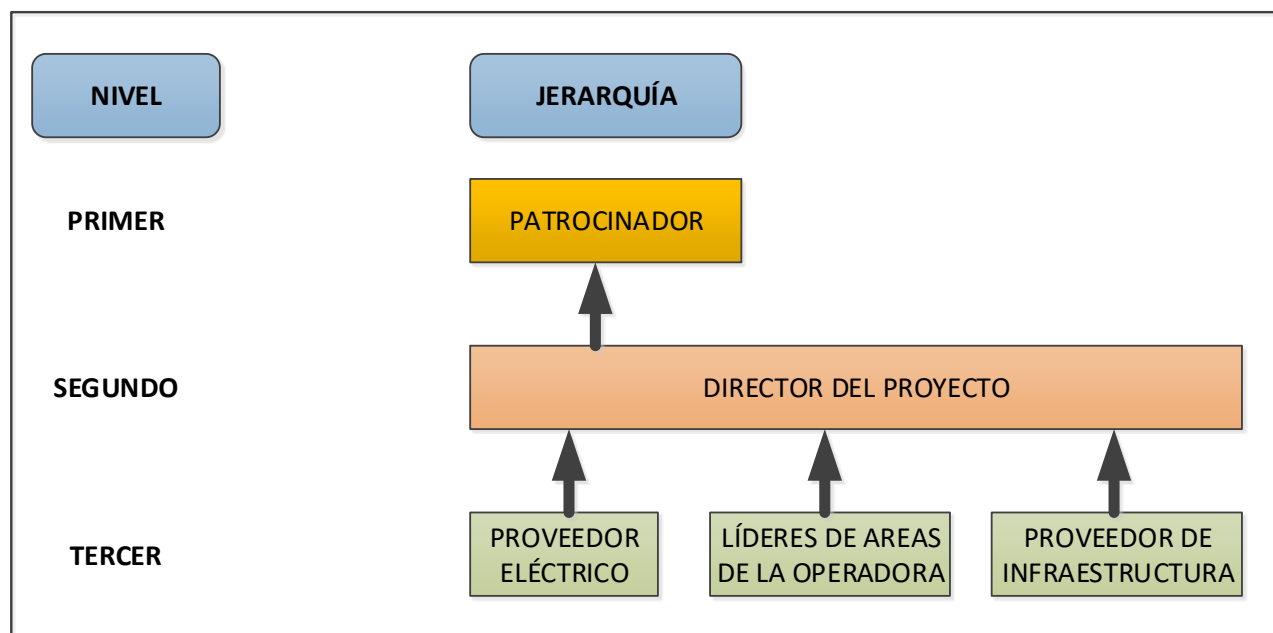 NIVEL
JERARQUÍA
PRIMER
PATROCINADOR
SEGUNDO
DIRECTOR DEL PROYECTO
TERCER
PROVEEDOR
ELÉCTRICO
LÍDERES DE AREAS
DE LA OPERADORA
PROVEEDOR DE
INFRAESTRUCTURA